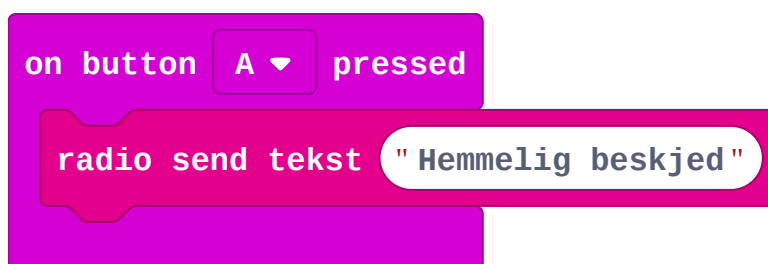 on button A pressed
radio send tekst "Hemmelig beskjed"